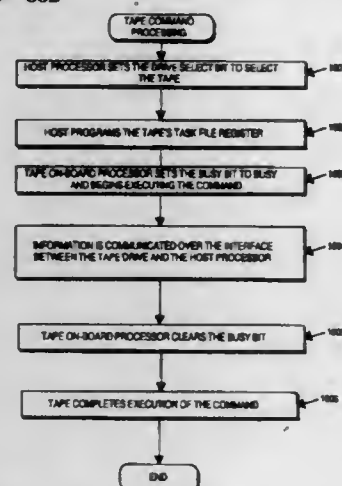 TAPE COMMAND
PROCESSING
HOST PROCESSOR SETS THE DRIVE SELECT BIT TO SELECT
THE TAPE
HOST PROGRAMS THE TAPE'S TASK FILE REGISTER
TAPE ON-BOARD PROCESSOR SETS THE BUSY BIT TO BUSY
AND BEGINS EXECUTING THE COMMAND
INFORMATION IS COMMUNICATED OVER THE INTERFACE
BETWEEN THE TAPE DRIVE AND THE HOST PROCESSOR
TAPE ON-BOARD PROCESSOR CLEARS THE BUSY BIT
TAPE COMPLETES EXECUTION OF THE COMMAND
END